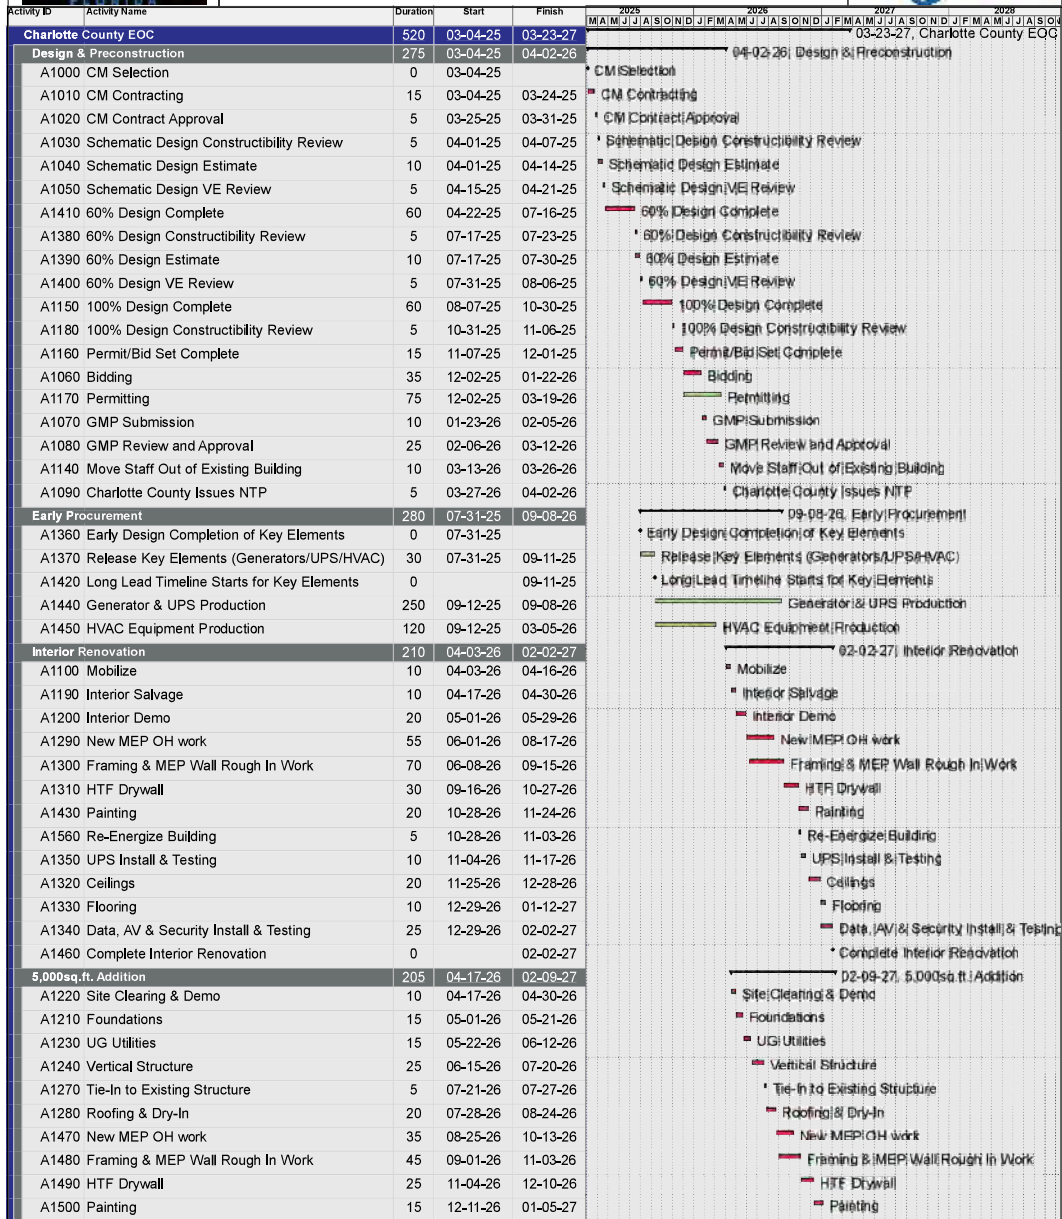 FLORIDA
Activity ID Activity Name Duration Start Finish 2025 2026 2027 2028
M A M J J A S O N D J F M A M J J A S O N D J F M A M J J A S O N D J F M A M J J A S O
Charlotte County EOC 520 03-04-25 03-23-27 03-23-27, Charlotte County EOC
Design & Preconstruction 275 03-04-25 04-02-26 04-02-26, Design & Preconstruction
A1000 CM Selection 0 03-04-25 CM Selection
A1010 CM Contracting 15 03-04-25 03-24-25 CM Contracting
A1020 CM Contract Approval 5 03-25-25 03-31-25 CM Contract Approval
A1030 Schematic Design Constructibility Review 5 04-01-25 04-07-25 Schematic Design Constructibility Review
A1040 Schematic Design Estimate 10 04-01-25 04-14-25 Schematic Design Estimate
A1050 Schematic Design VE Review 5 04-15-25 04-21-25 Schematic Design VE Review
A1410 60% Design Complete 60 04-22-25 07-16-25 60% Design Complete
A1380 60% Design Constructibility Review 5 07-17-25 07-23-25 60% Design Constructibility Review
A1390 60% Design Estimate 10 07-17-25 07-30-25 60% Design Estimate
A1400 60% Design VE Review 5 07-31-25 08-06-25 60% Design VE Review
A1150 100% Design Complete 60 08-07-25 10-30-25 100% Design Complete
A1180 100% Design Constructibility Review 5 10-31-25 11-06-25 100% Design Constructibility Review
A1160 Permit/Bid Set Complete 15 11-07-25 12-01-25 Permit/Bid Set Complete
A1060 Bidding 35 12-02-25 01-22-26 Bidding
A1170 Permitting 75 12-02-25 03-19-26 Permitting
A1070 GMP Submission 10 01-23-26 02-05-26 GMP Submission
A1080 GMP Review and Approval 25 02-06-26 03-12-26 GMP Review and Approval
A1140 Move Staff Out of Existing Building 10 03-13-26 03-26-26 Move Staff Out of Existing Building
A1090 Charlotte County Issues NTP 5 03-27-26 04-02-26 Charlotte County Issues NTP
Early Procurement 280 07-31-25 09-08-26 09-08-26, Early Procurement
A1360 Early Design Completion of Key Elements 0 07-31-25 Early Design Completion of Key Elements
A1370 Release Key Elements (Generators/UPS/HVAC) 30 07-31-25 09-11-25 Release Key Elements (Generators/UPS/HVAC)
A1420 Long Lead Timeline Starts for Key Elements 0 09-11-25 Long Lead Timeline Starts for Key Elements
A1440 Generator & UPS Production 250 09-12-25 09-08-26 Generator & UPS Production
A1450 HVAC Equipment Production 120 09-12-25 03-05-26 HVAC Equipment Production
Interior Renovation 210 04-03-26 02-02-27 02-02-27, Interior Renovation
A1100 Mobilize 10 04-03-26 04-16-26 Mobilize
A1190 Interior Salvage 10 04-17-26 04-30-26 Interior Salvage
A1200 Interior Demo 20 05-01-26 05-29-26 Interior Demo
A1290 New MEP OH work 55 06-01-26 08-17-26 New MEP OH work
A1300 Framing & MEP Wall Rough In Work 70 06-08-26 09-15-26 Framing & MEP Wall Rough In Work
A1310 HTF Drywall 30 09-16-26 10-27-26 HTF Drywall
A1430 Painting 20 10-28-26 11-24-26 Painting
A1560 Re-Energize Building 5 10-28-26 11-03-26 Re-Energize Building
A1350 UPS Install & Testing 10 11-04-26 11-17-26 UPS Install & Testing
A1320 Ceilings 20 11-25-26 12-28-26 Ceilings
A1330 Flooring 10 12-29-26 01-12-27 Flooring
A1340 Data, AV & Security Install & Testing 25 12-29-26 02-02-27 Data, AV & Security Install & Testing
A1460 Complete Interior Renovation 0 02-02-27 Complete Interior Renovation
5,000sq.ft. Addition 205 04-17-26 02-09-27 02-09-27, 5,000sq.ft. Addition
A1220 Site Clearing & Demo 10 04-17-26 04-30-26 Site Clearing & Demo
A1210 Foundations 15 05-01-26 05-21-26 Foundations
A1230 UG Utilities 15 05-22-26 06-12-26 UG Utilities
A1240 Vertical Structure 25 06-15-26 07-20-26 Vertical Structure
A1270 Tie-In to Existing Structure 5 07-21-26 07-27-26 Tie-In to Existing Structure
A1280 Roofing & Dry-In 20 07-28-26 08-24-26 Roofing & Dry-In
A1470 New MEP OH work 35 08-25-26 10-13-26 New MEP OH work
A1480 Framing & MEP Wall Rough In Work 45 09-01-26 11-03-26 Framing & MEP Wall Rough In Work
A1490 HTF Drywall 25 11-04-26 12-10-26 HTF Drywall
A1500 Painting 15 12-11-26 01-05-27 Painting